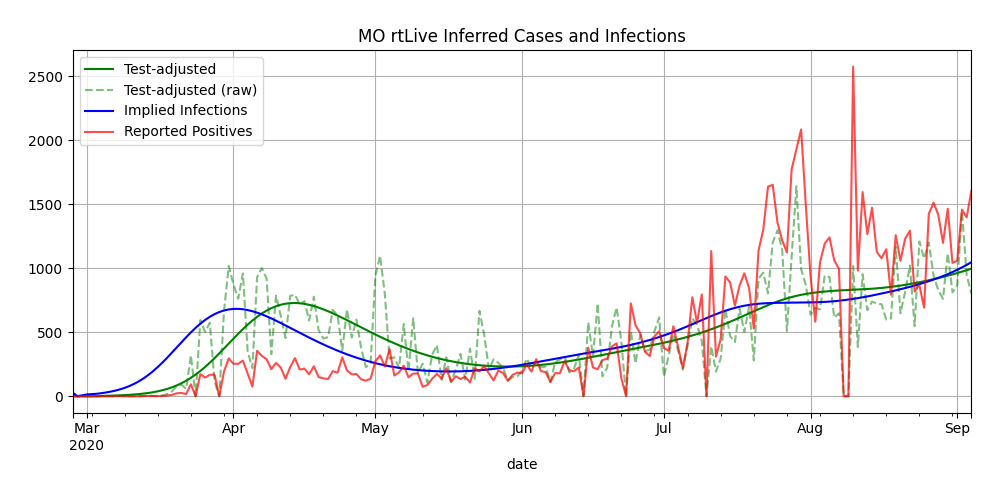 MO rtLive Inferred Cases and Infections
Test-adjusted
Test-adjusted (raw)
Implied Infections
Reported Positives
2500
2000
1500
1000
500
0
Mar Apr May Jun Jul Aug Sep
2020
date